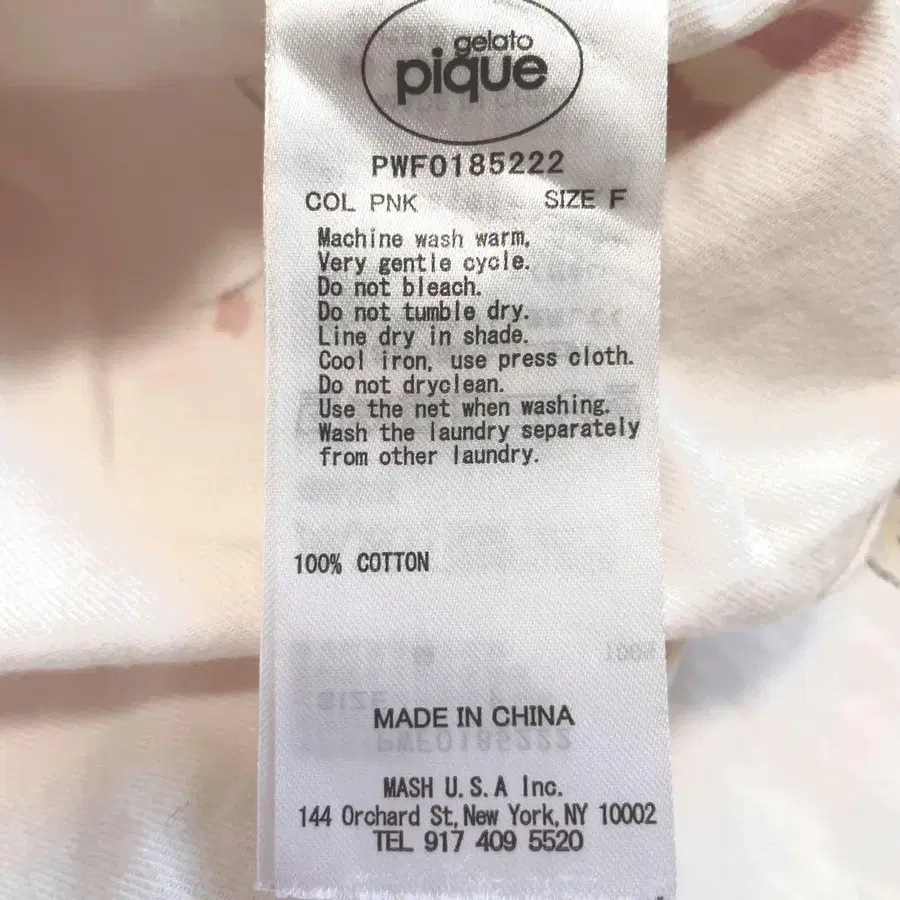 gelato
pique
PWF0185222
COL PNK SIZE F
Machine wash warm,
Very gentle cycle.
Do not bleach.
Do not tumble dry.
Line dry in shade.
Cool iron, use press cloth.
Do not dryclean.
Use the net when washing.
Wash the laundry separately
from other laundry.
100% COTTON
MADE IN CHINA
MASH U.S.A Inc.
144 Orchard St, New York, NY 10002
TEL 917 409 5520